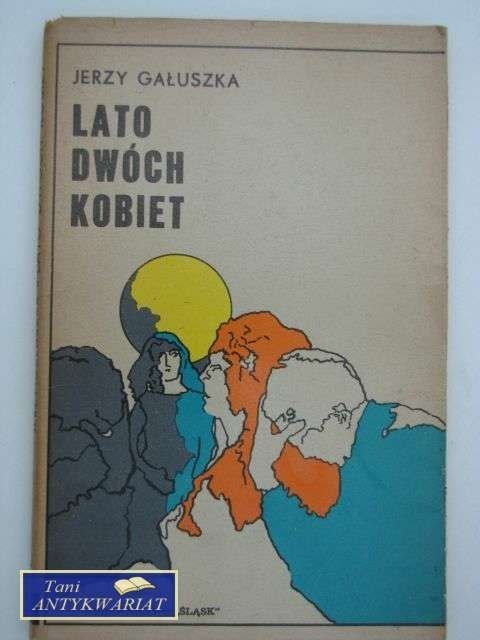 JERZY GAŁUSZKA
LATO
DWÓCH
KOBIET
ŚLĄSK"
Tani
ANTYKWARIAT